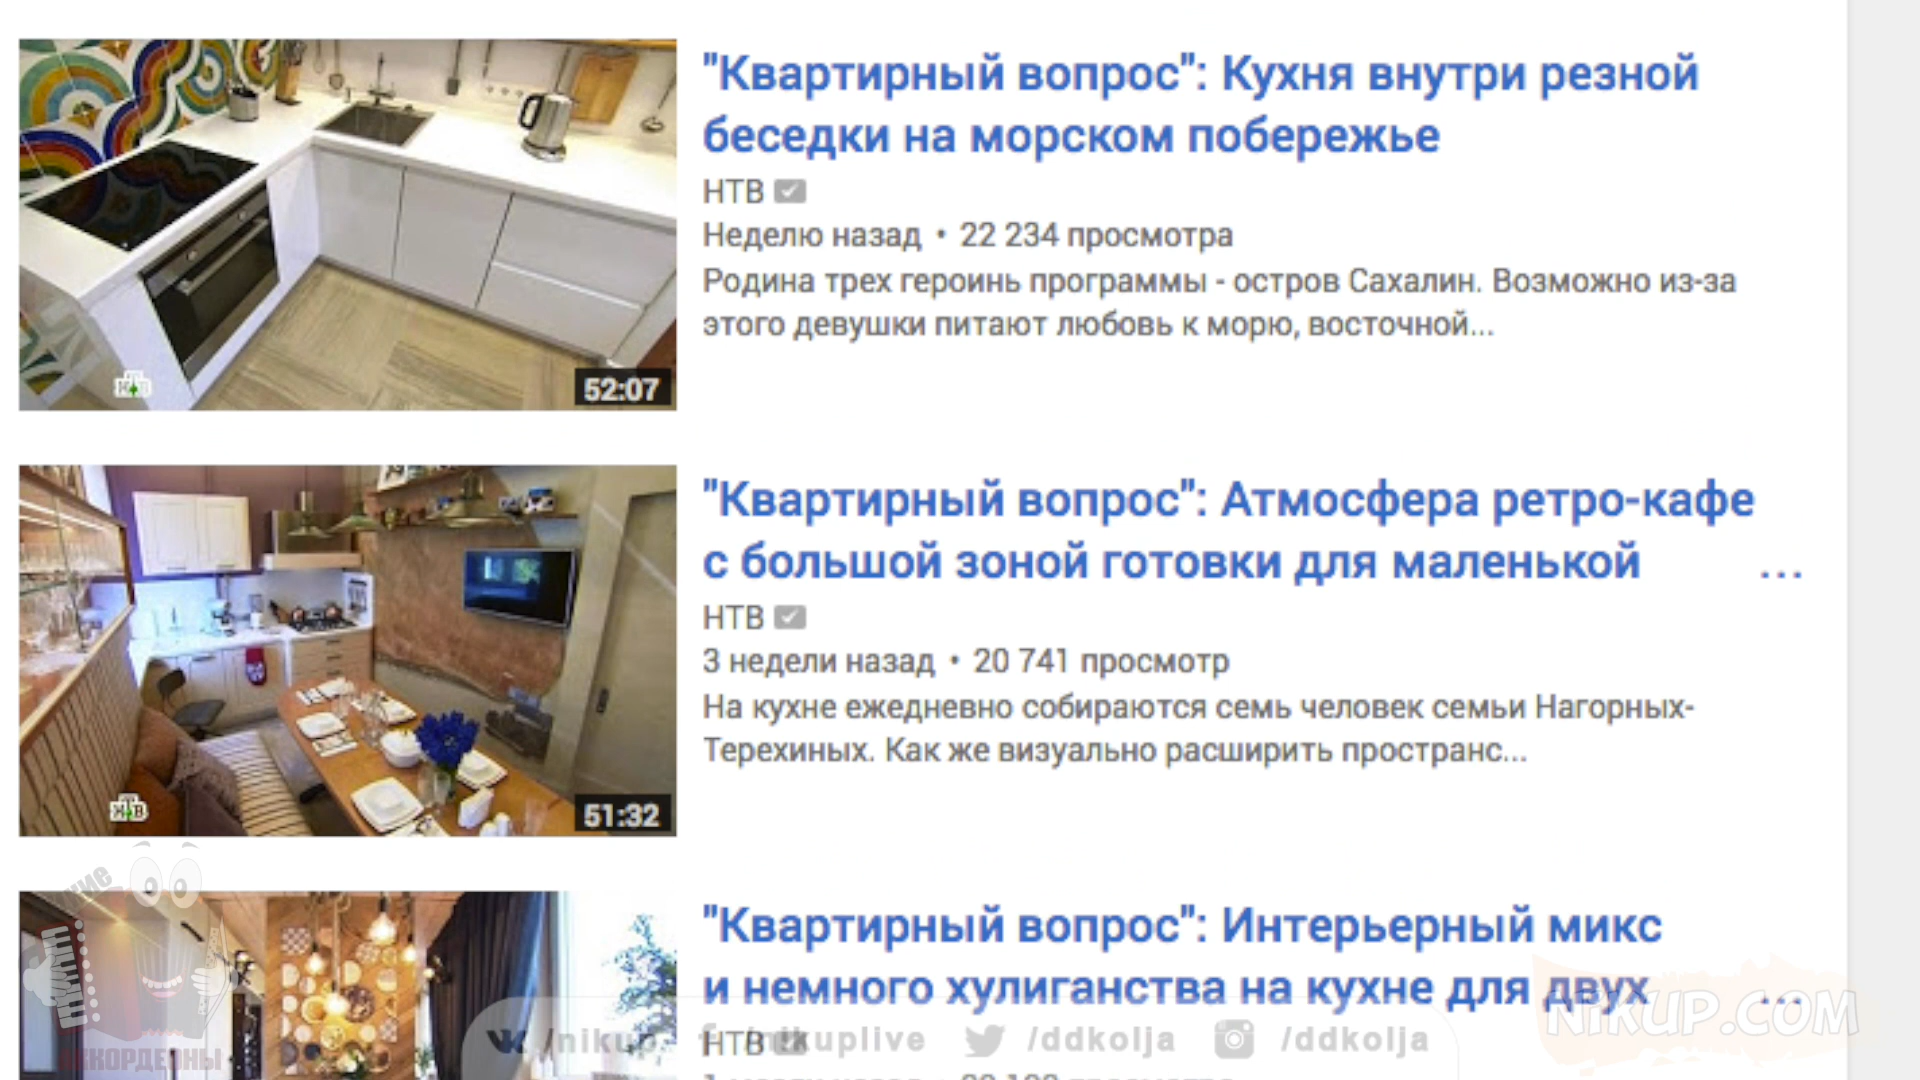 "Квартирный вопрос": Кухня внутри резной
беседки на морском побережье
НТВ
Неделю назад • 22 234 просмотра
Родина трех героинь программы - остров Сахалин. Возможно из-за
этого девушки питают любовь к морю, восточной...
НТВ
52:07
"Квартирный вопрос": Атмосфера ретро-кафе
с большой зоной готовки для маленькой ...
НТВ
3 недели назад • 20 741 просмотр
На кухне ежедневно собираются семь человек семьи Нагорных-
Терехиных. Как же визуально расширить пространс...
НТВ
51:32
"Квартирный вопрос": Интерьерный микс
и немного хулиганства на кухне для двух ...
НТВ
/nikup
/ddkolja
/ddkolja
NIKUP.COM
АККОРДЕОНЫ